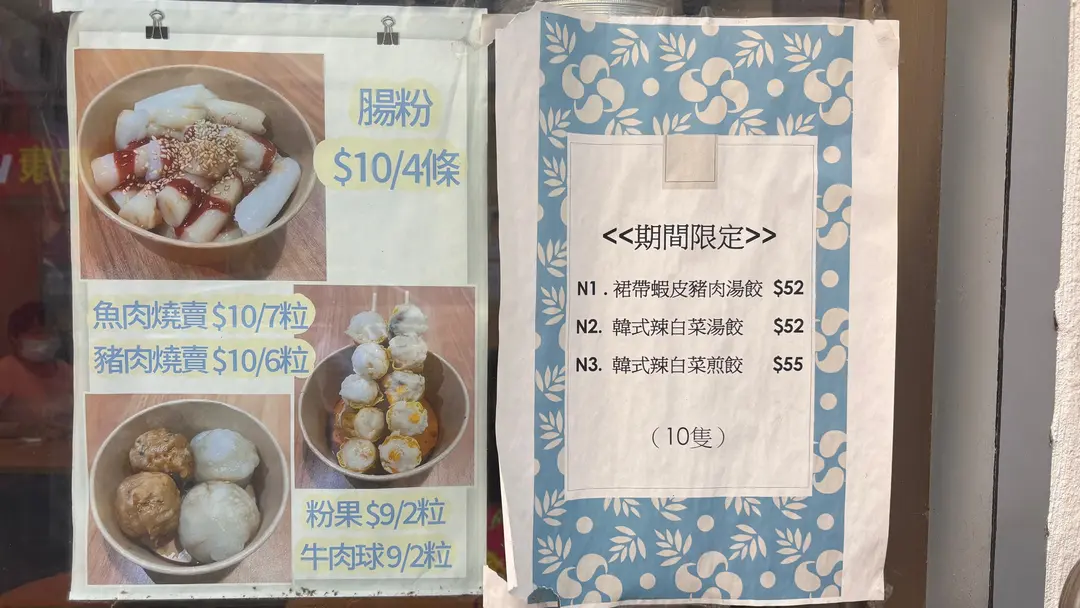 腸粉
$10/4條
魚肉燒賣 $10/7粒
豬肉燒賣 $10/6粒
粉果 $9/2粒
牛肉球 9/2粒
<<期間限定>>
N1 . 裙帶蝦皮豬肉湯餃 $52
N2. 韓式辣白菜湯餃 $52
N3. 韓式辣白菜煎餃 $55
（10隻）